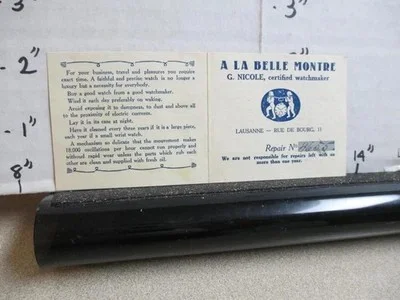 3"
2"
1"
8"
14"
For your business, travel and pleasures you require
exact time. A faithful and precise watch is no longer a
luxury but a necessity for everybody.
Buy a good watch from a good watchmaker.
Wind it each day preferably on waking.
Avoid exposing it to dampness, to dust and above all
to the proximity of electric currents.
Lay it in its case at night.
Have it cleaned every three years if it is a large piece,
each year if a small wrist watch.
A mechanism so delicate that the movement makes
18.000 oscillations per hour cannot run properly and
without rapid wear unless the parts which rub each
other are clean and supplied with fresh oil.
A LA BELLE MONTRE
G. NICOLE, certified watchmaker
LAUSANNE — RUE DE BOURG, 11
Repair Nº
We are not responsible for repairs left with us
more than one year.